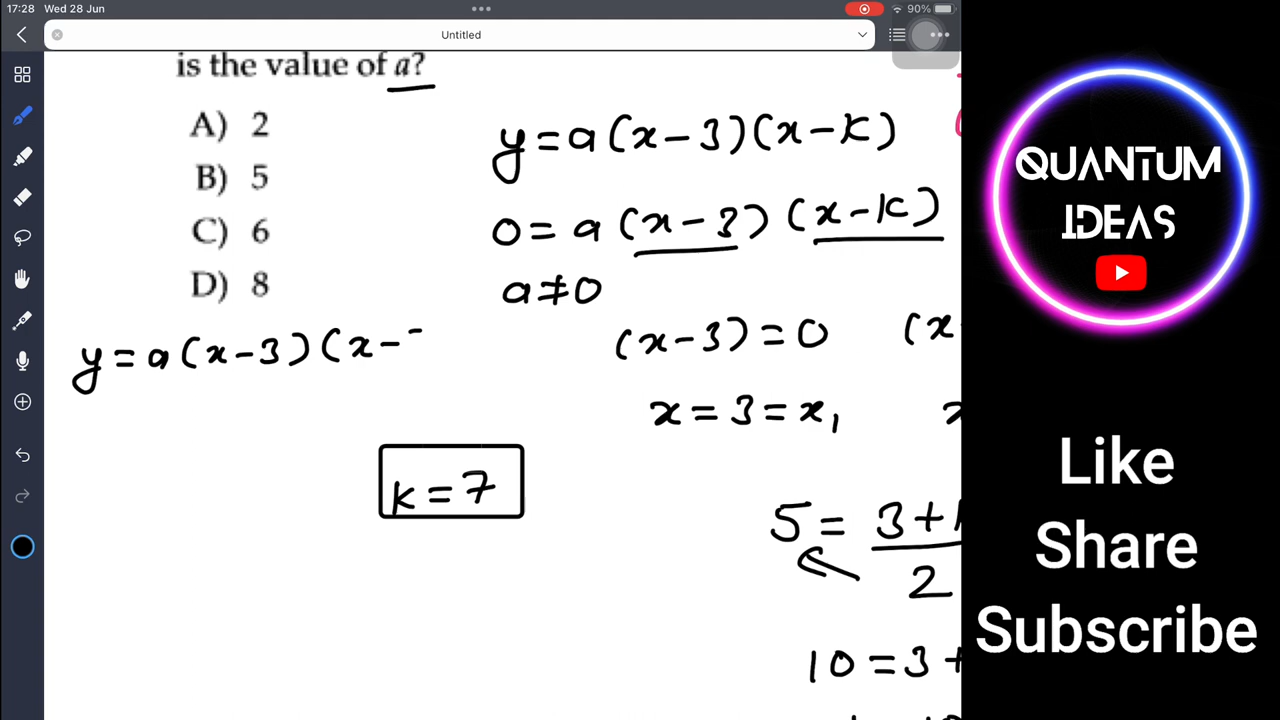 17:28 Wed 28 Jun
90%
Untitled
is the value of a?
A) 2
B) 5
C) 6
D) 8
y = a (x - 3) (x - k)
0 = a (x - 3) (x - k)
a ≠ 0
y = a (x - 3) (x -
(x - 3) = 0 (x
x = 3 = x₁
k = 7
5 = 3 +
2
10 = 3 +
QUANTUM
IDEAS
Like
Share
Subscribe